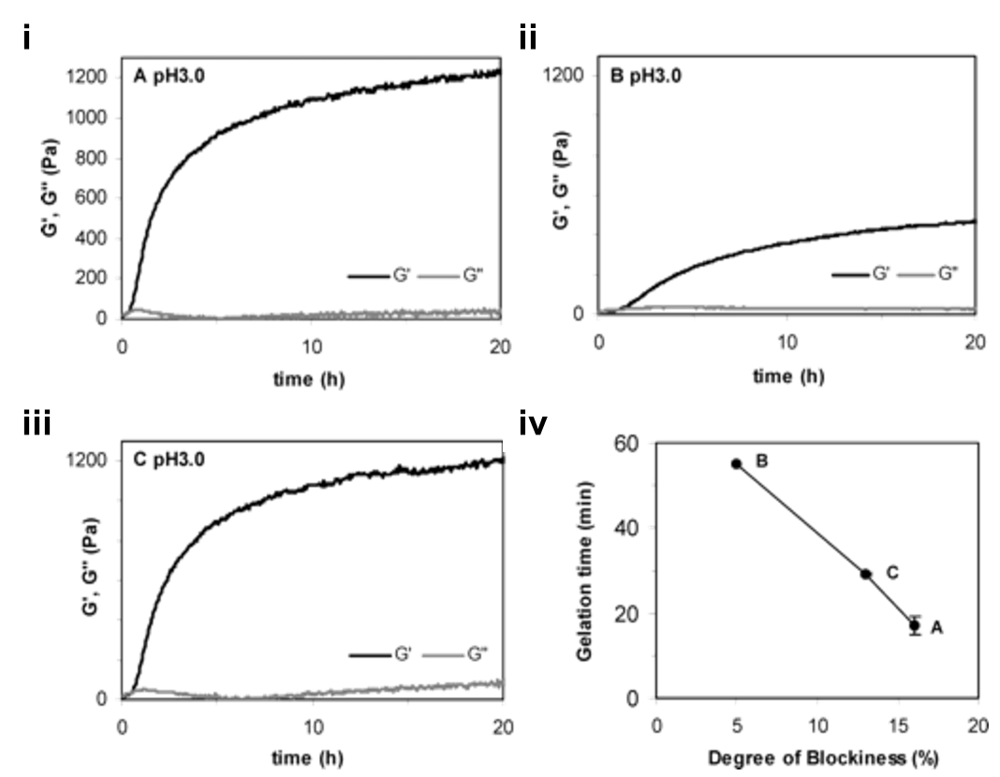 i
A pH3.0
1200
1000
800
600
400
200
0
G', G'' (Pa)
G' G''
0 10 20
time (h)
ii
B pH3.0
1200
0
G', G'' (Pa)
G' G''
0 10 20
time (h)
iii
C pH3.0
1200
0
G', G'' (Pa)
G' G''
0 10 20
time (h)
iv
60
40
20
0
Gelation time (min)
B
C
A
0 5 10 15 20
Degree of Blockiness (%)